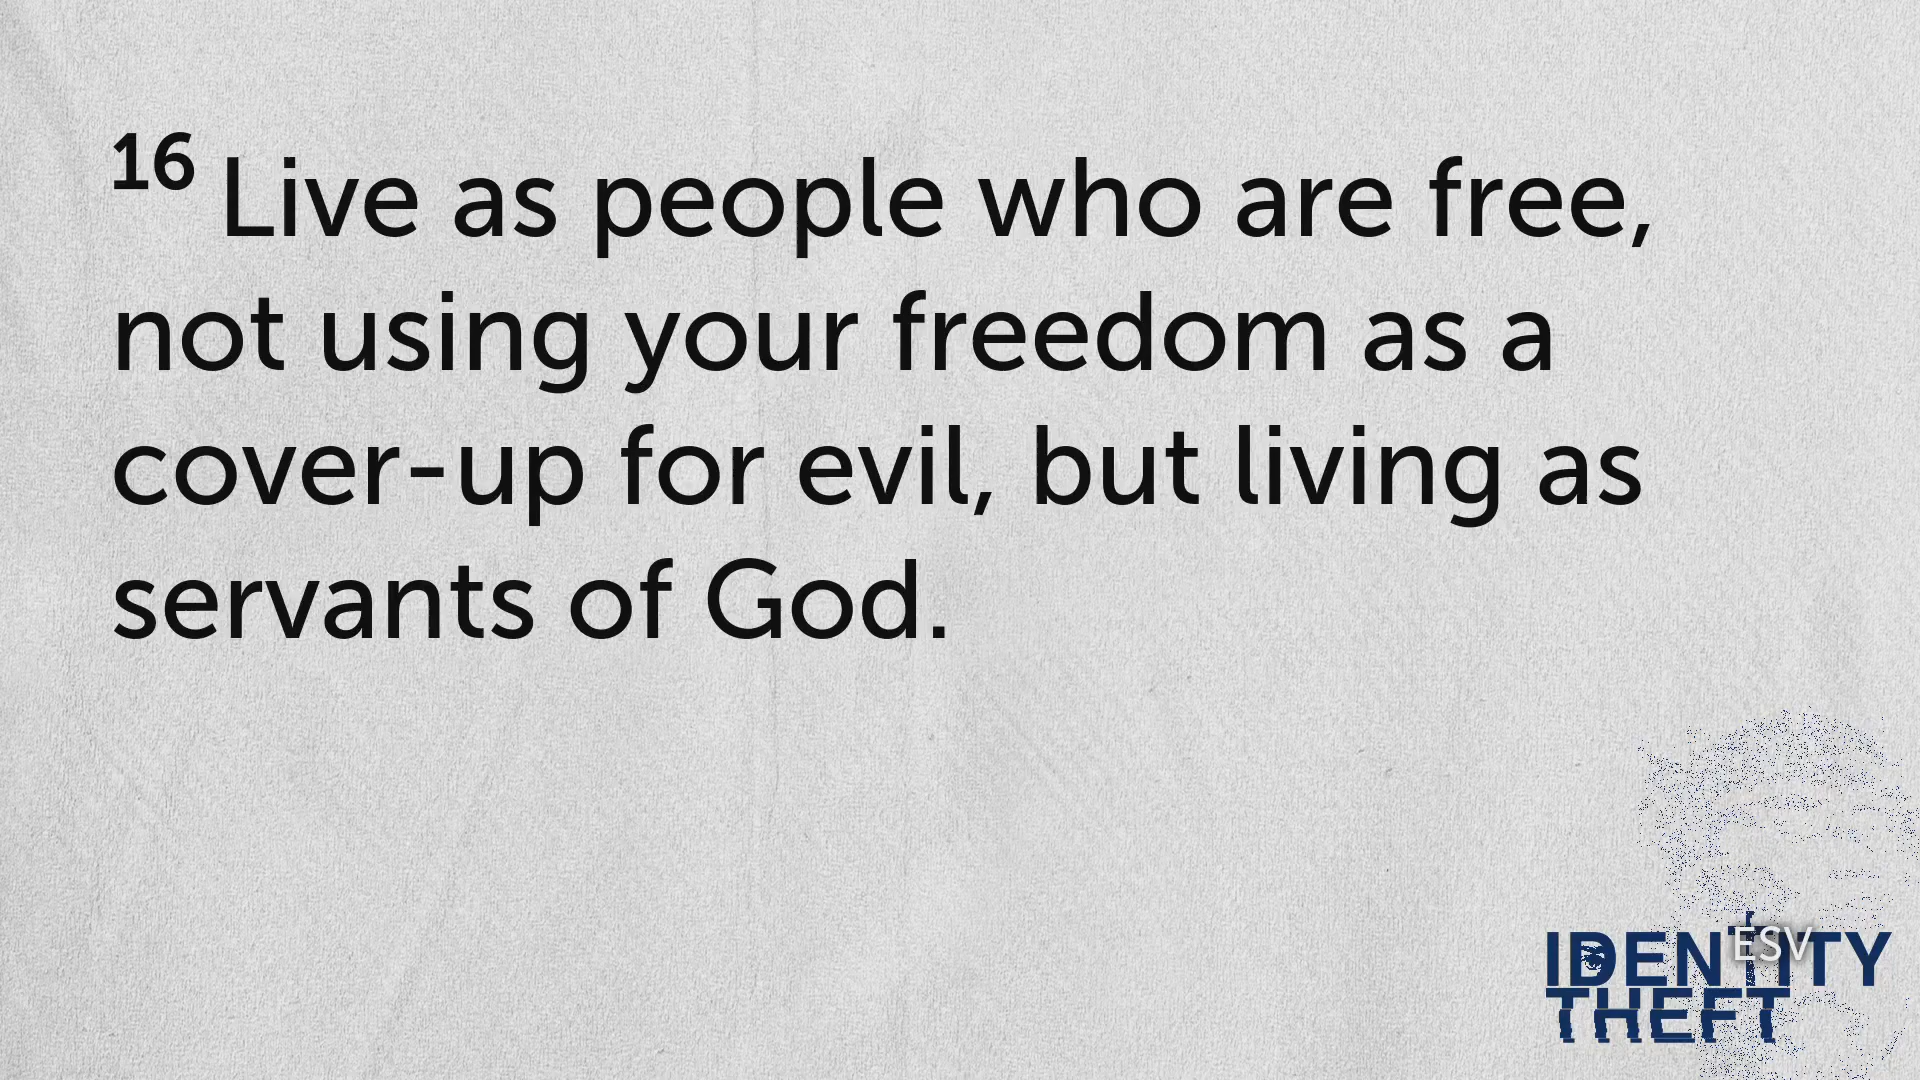 16 Live as people who are free,
not using your freedom as a
cover-up for evil, but living as
servants of God.
ESV
IDENTITY
THEFT